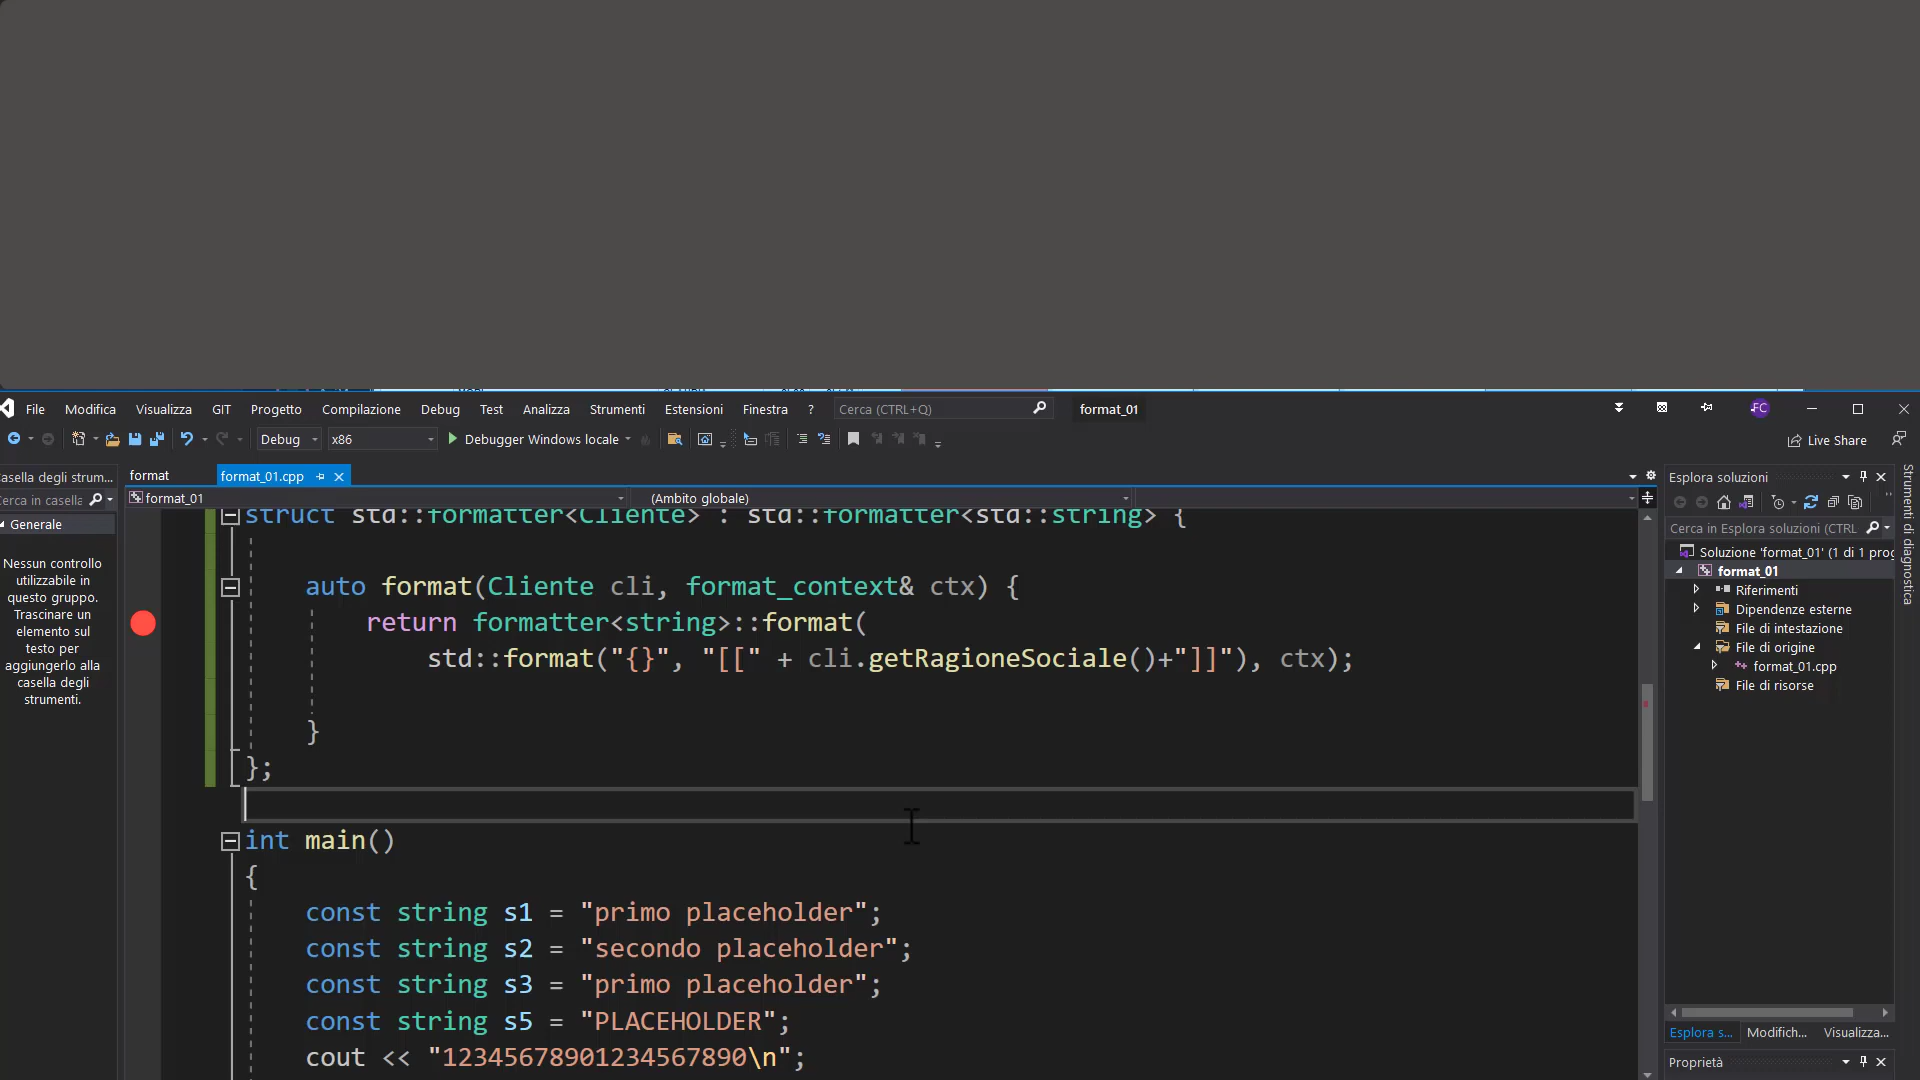 File Modifica Visualizza GIT Progetto Compilazione Debug Test Analizza Strumenti Estensioni Finestra ? Cerca (CTRL+Q) format_01 FC
Debug x86 Debugger Windows locale Live Share
asella degli strum...
erca in casella
Generale
Nessun controllo
utilizzabile in
questo gruppo.
Trascinare un
elemento sul
testo per
aggiungerlo alla
casella degli
strumenti.
format format_01.cpp
format_01 (Ambito globale)
struct std::formatter<Cliente> : std::formatter<std::string> {
auto format(Cliente cli, format_context& ctx) {
return formatter<string>::format(
std::format("{}", "[[" + cli.getRagioneSociale()+"]]"), ctx);
}
};
int main()
{
const string s1 = "primo placeholder";
const string s2 = "secondo placeholder";
const string s3 = "primo placeholder";
const string s5 = "PLACEHOLDER";
cout << "12345678901234567890\n";
Esplora soluzioni
Cerca in Esplora soluzioni (CTRL
Soluzione 'format_01' (1 di 1 prog
format_01
Riferimenti
Dipendenze esterne
File di intestazione
File di origine
format_01.cpp
File di risorse
Esplora s... Modifich... Visualizza...
Proprietà
Strumenti di diagnostica